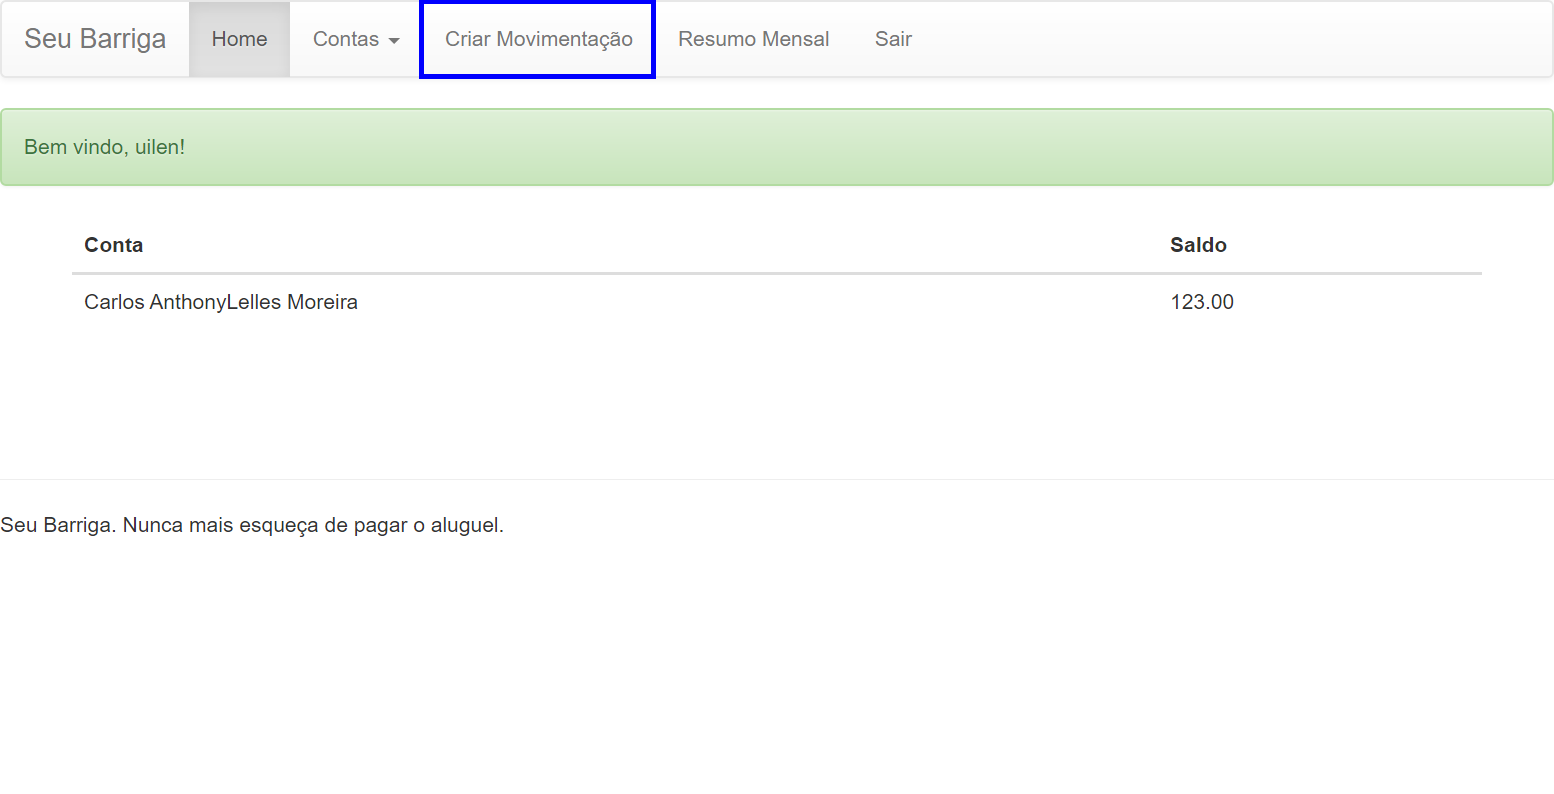 Seu Barriga Home Contas Criar Movimentação Resumo Mensal Sair
Bem vindo, uilen!
Conta Saldo
Carlos AnthonyLelles Moreira 123.00
Seu Barriga. Nunca mais esqueça de pagar o aluguel.